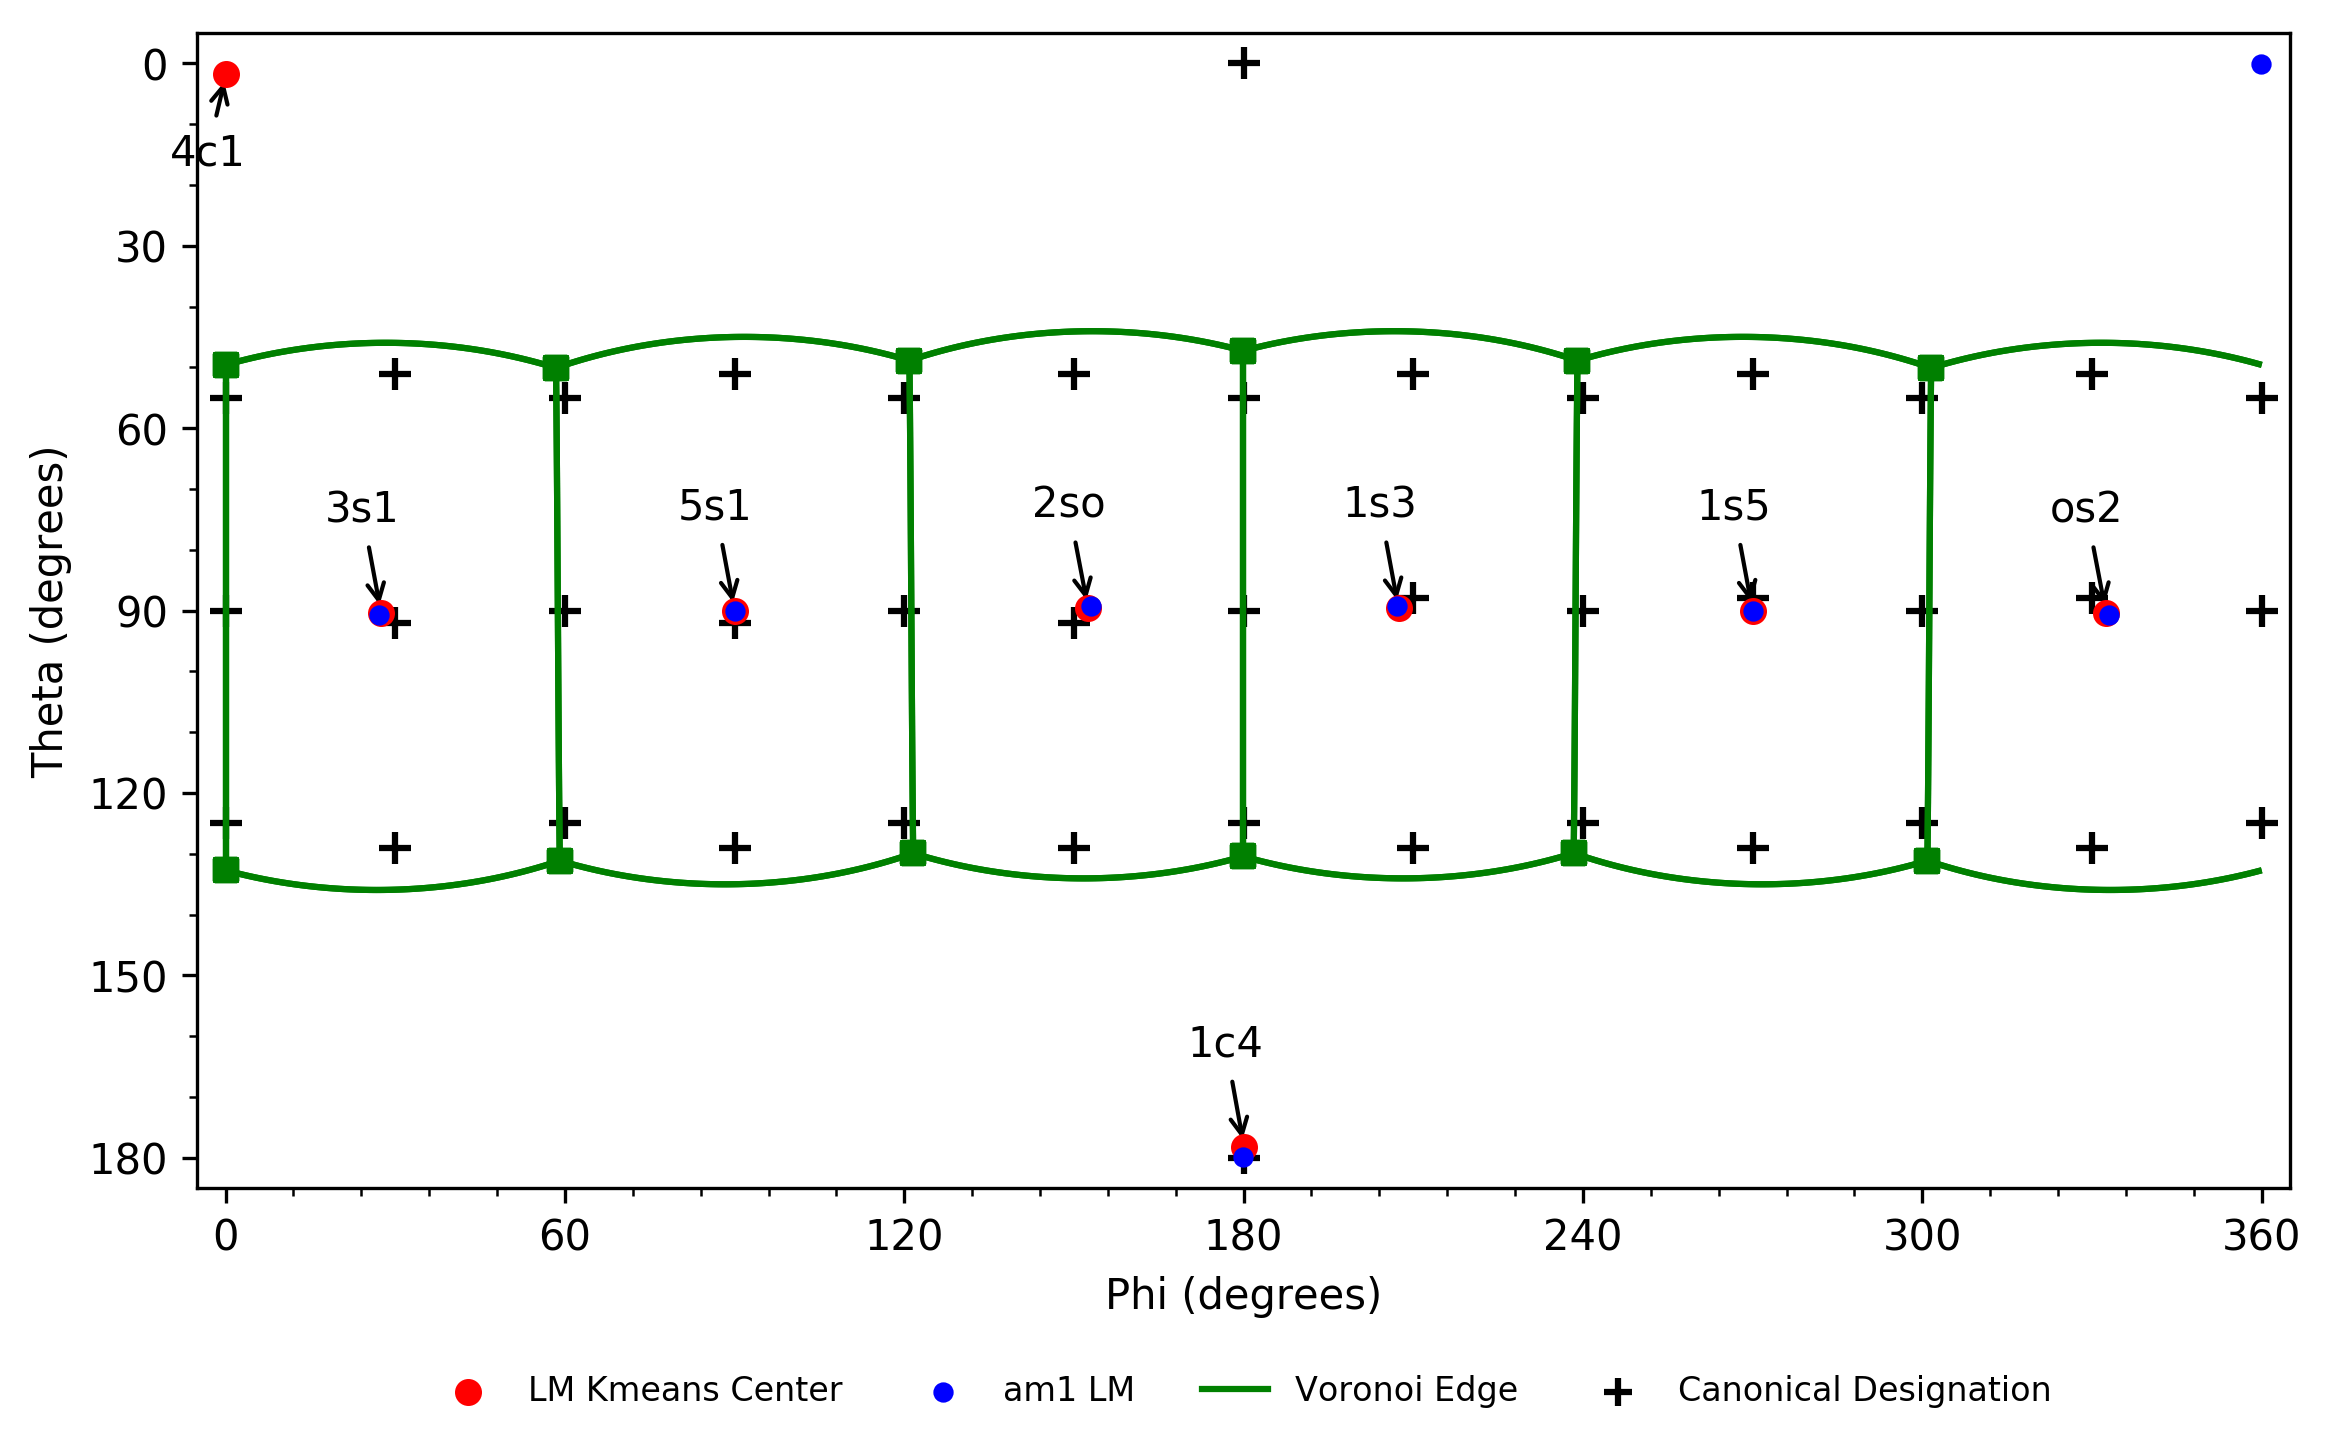 0
30
60
90
120
150
180
Theta (degrees)
4c1
3s1
5s1
2so
1s3
1s5
os2
1c4
0 60 120 180 240 300 360
Phi (degrees)
LM Kmeans Center am1 LM Voronoi Edge Canonical Designation